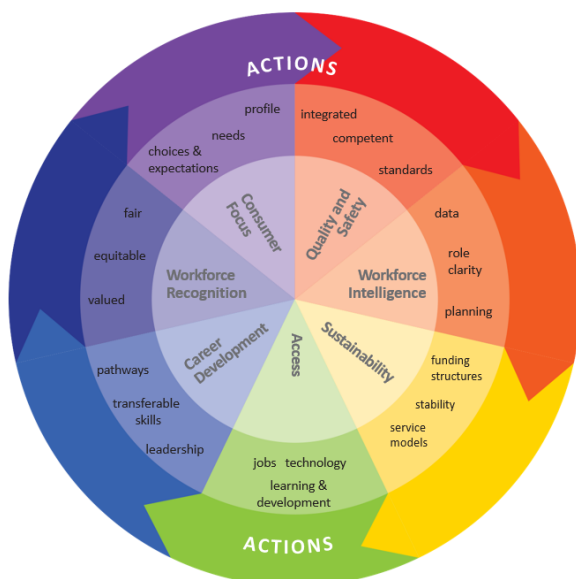 ACTIONS
profile
needs
choices &
expectations
integrated
competent
standards
Consumer
Focus
Quality and
Safety
fair
equitable
valued
Workforce
Recognition
Workforce
Intelligence
data
role
clarity
planning
Career
Development
Access
Sustainability
pathways
transferable
skills
leadership
funding
structures
stability
service
models
jobs technology
learning &
development
ACTIONS